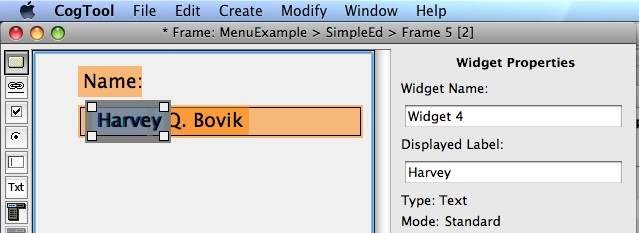 CogTool File Edit Create Modify Window Help
* Frame: MenuExample > SimpleEd > Frame 5 [2]
Widget Properties
Name:
Widget Name:
Harvey Q. Bovik
Widget 4
Displayed Label:
Harvey
Txt
Type: Text
Mode: Standard